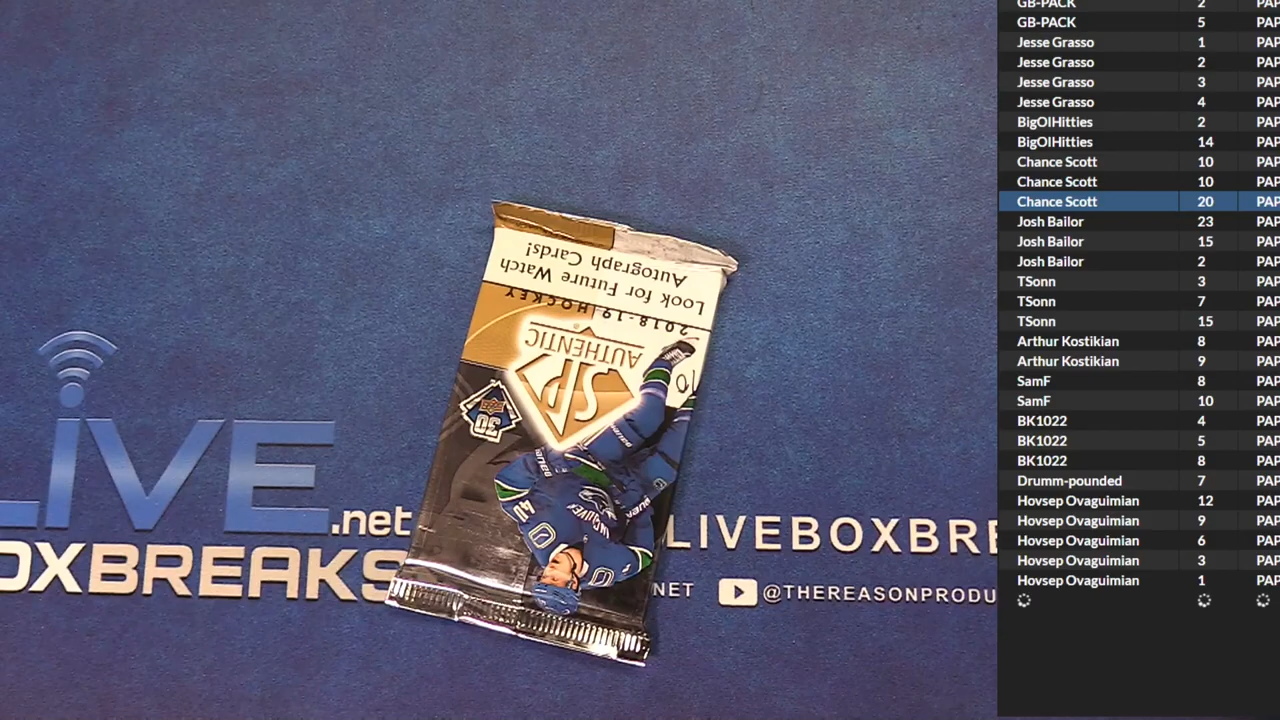 GB-PACK 2 PAP
GB-PACK 5 PAP
Jesse Grasso 1 PAP
Jesse Grasso 2 PAP
Jesse Grasso 3 PAP
Jesse Grasso 4 PAP
BigOlHitties 2 PAP
BigOlHitties 14 PAP
Chance Scott 10 PAP
Chance Scott 10 PAP
Chance Scott 20 PAP
Josh Bailor 23 PAP
Josh Bailor 15 PAP
Josh Bailor 2 PAP
TSonn 3 PAP
TSonn 7 PAP
TSonn 15 PAP
Arthur Kostikian 8 PAP
Arthur Kostikian 9 PAP
SamF 8 PAP
SamF 10 PAP
BK1022 4 PAP
BK1022 5 PAP
BK1022 8 PAP
Drumm-pounded 7 PAP
Hovsep Ovaguimian 12 PAP
Hovsep Ovaguimian 9 PAP
Hovsep Ovaguimian 6 PAP
Hovsep Ovaguimian 3 PAP
Hovsep Ovaguimian 1 PAP
Look for Future Watch
Autograph Cards!
2018-19 HOCKEY
SP
AUTHENTIC
30
VANCOUVER
40
LIVE
.net
OXBREAKS
LIVEBOXBRE
NET
@THEREASONPRODU